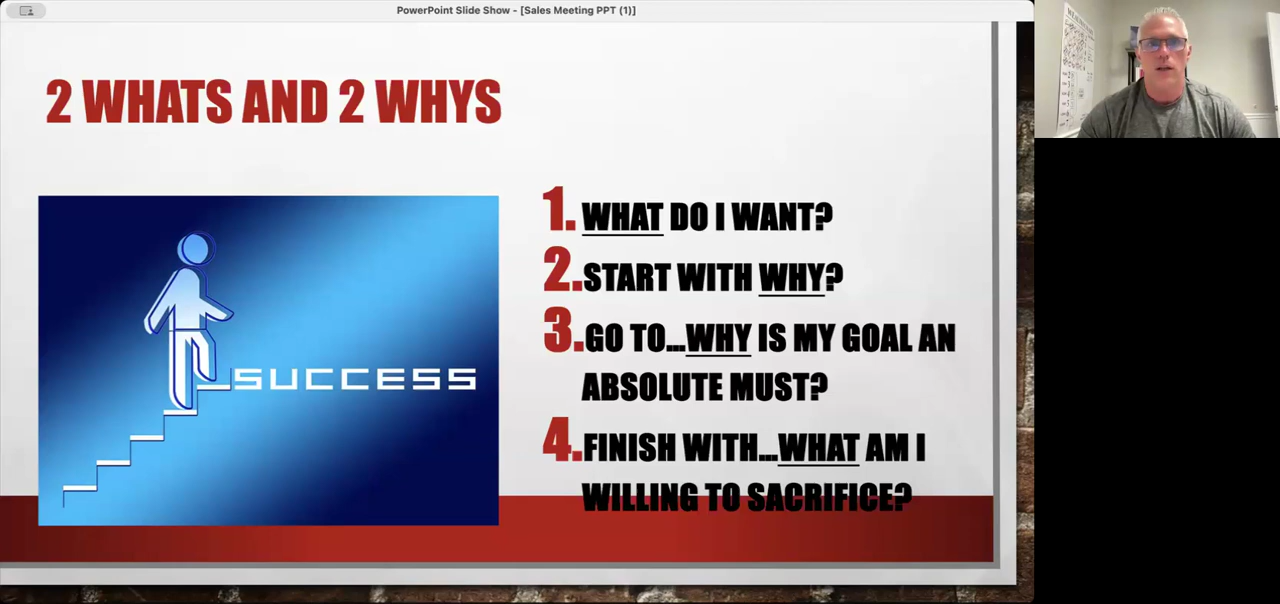 PowerPoint Slide Show - [Sales Meeting PPT (1)]
2 WHATS AND 2 WHYS
SUCCESS
1. WHAT DO I WANT?
2. START WITH WHY?
3. GO TO...WHY IS MY GOAL AN
ABSOLUTE MUST?
4. FINISH WITH...WHAT AM I
WILLING TO SACRIFICE?